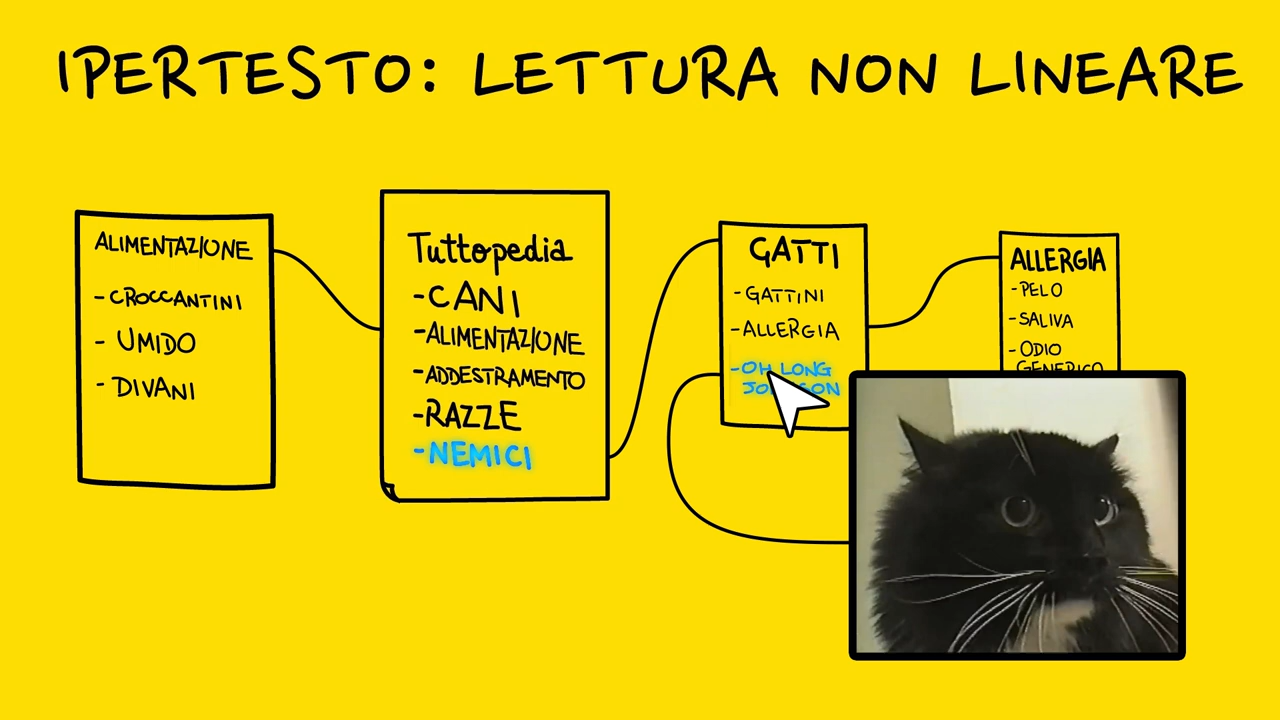 IPERTESTO: LETTURA NON LINEARE
ALIMENTAZIONE
- CROCCANTINI
- UMIDO
- DIVANI
Tuttopedia
-CANI
-ALIMENTAZIONE
-ADDESTRAMENTO
-RAZZE
-NEMICI
GATTI
-GATTINI
-ALLERGIA
-OH LONG
ALLERGIA
-PELO
-SALIVA
-ODIO
GENERICO